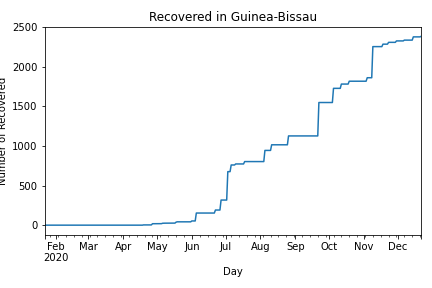 Recovered in Guinea-Bissau
Number of Recovered
2500
2000
1500
1000
500
0
Feb Mar Apr May Jun Jul Aug Sep Oct Nov Dec
2020
Day